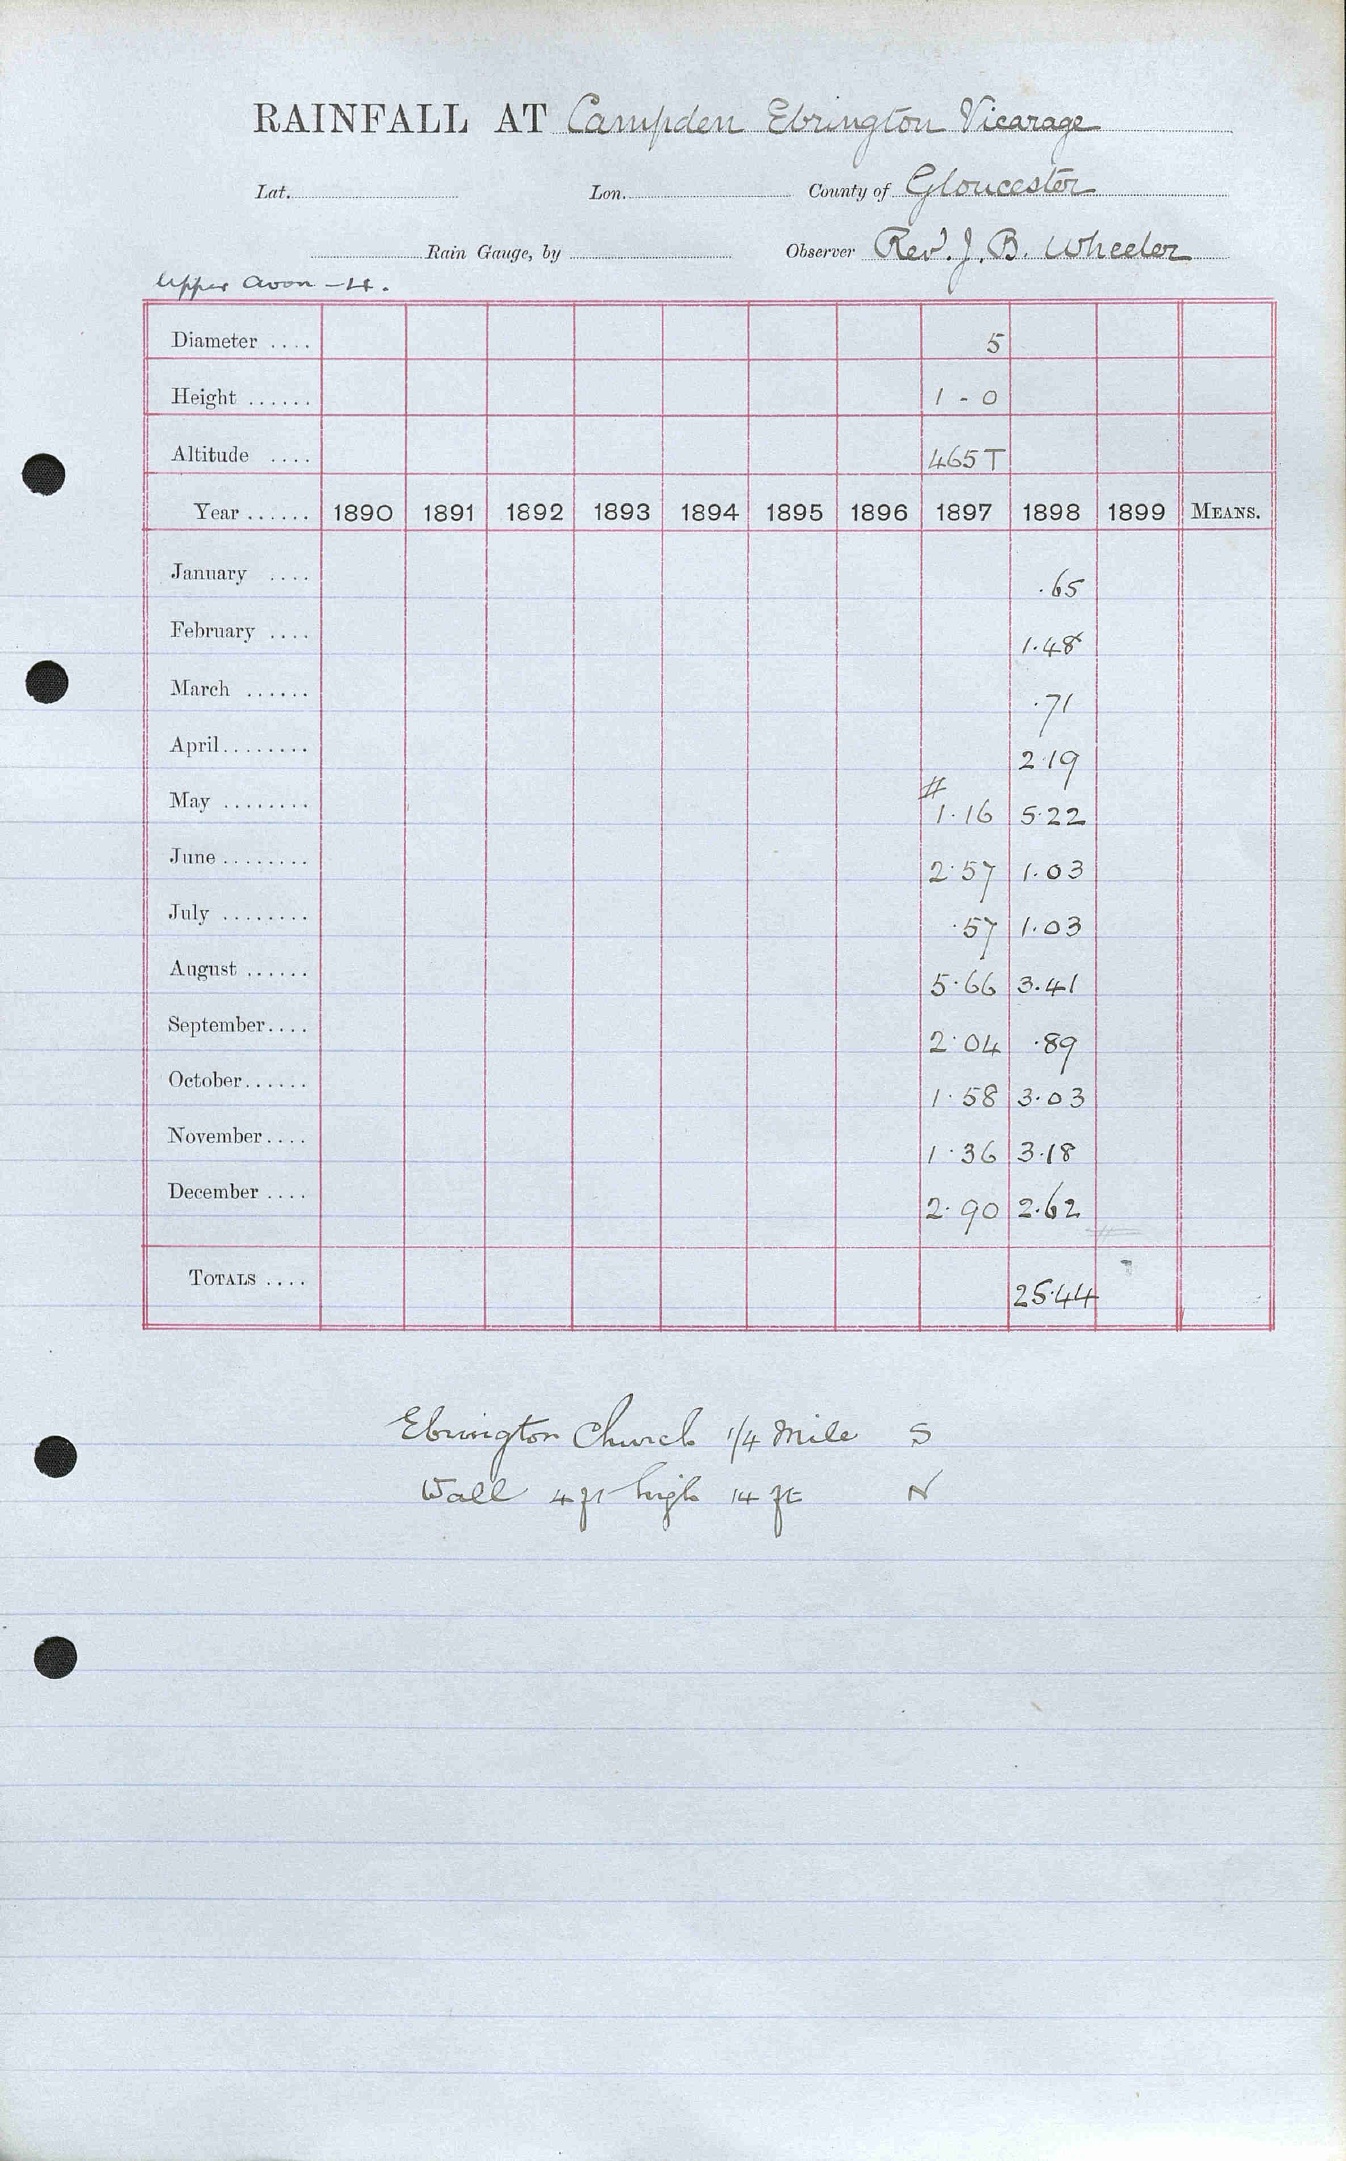 RAINFALL AT Campden Ebrington Vicarage
Lat. Lon. County of Gloucester
Rain Gauge, by Observer Revd. J. B. Wheeler
Upper Avon - 4.
Diameter .... 5
Height ...... 1 - 0
Altitude .... 465 T
Year ...... 1890 1891 1892 1893 1894 1895 1896 1897 1898 1899 MEANS.
January .... .65
February .... 1.48
March ...... .71
April ........ 2.19
#
May ........ 1.16 5.22
June ........ 2.57 1.03
July ........ .57 1.03
August ...... 5.66 3.41
September.... 2.04 .89
October...... 1.58 3.03
November.... 1.36 3.18
December .... 2.90 2.62
TOTALS .... 25.44
Ebrington Church 1/4 Mile S
Wall 4 ft high 14 ft N